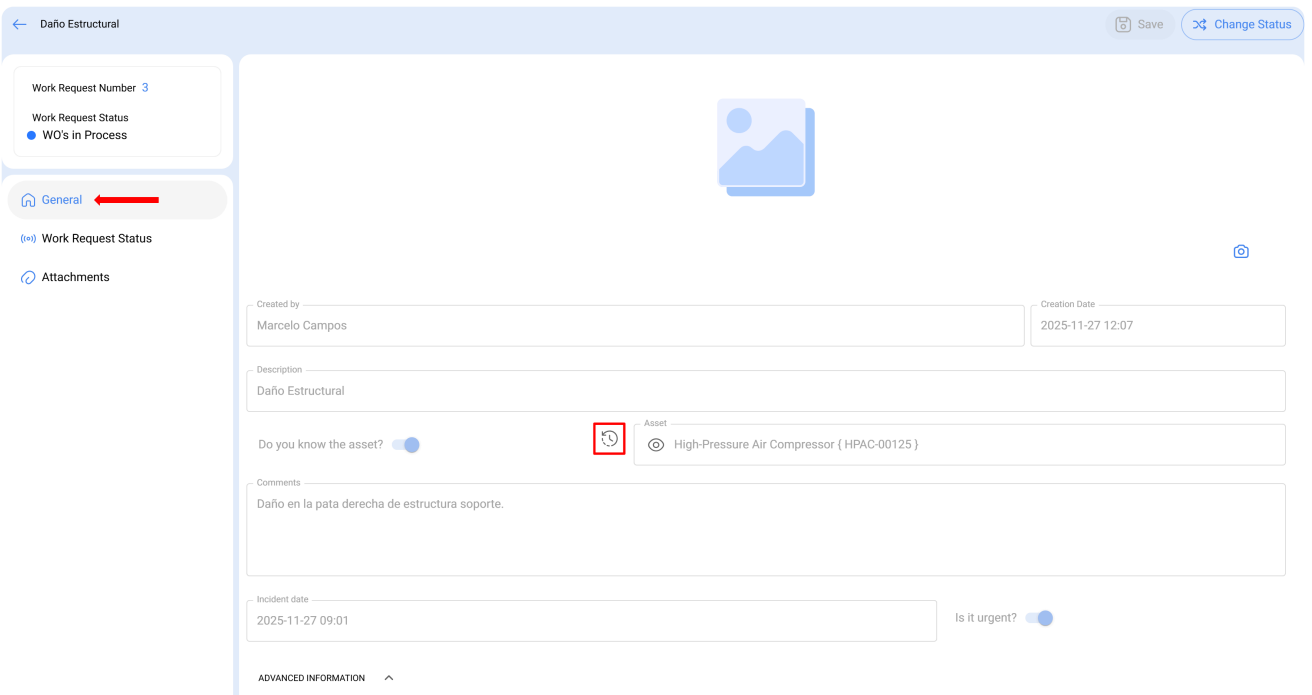 Daño Estructural
Save
Change Status
Work Request Number 3
Work Request Status
WO's in Process
General
Work Request Status
Attachments
Created by
Marcelo Campos
Creation Date
2025-11-27 12:07
Description
Daño Estructural
Do you know the asset?
Asset
High-Pressure Air Compressor { HPAC-00125 }
Comments
Daño en la pata derecha de estructura soporte.
Incident date
2025-11-27 09:01
Is it urgent?
ADVANCED INFORMATION